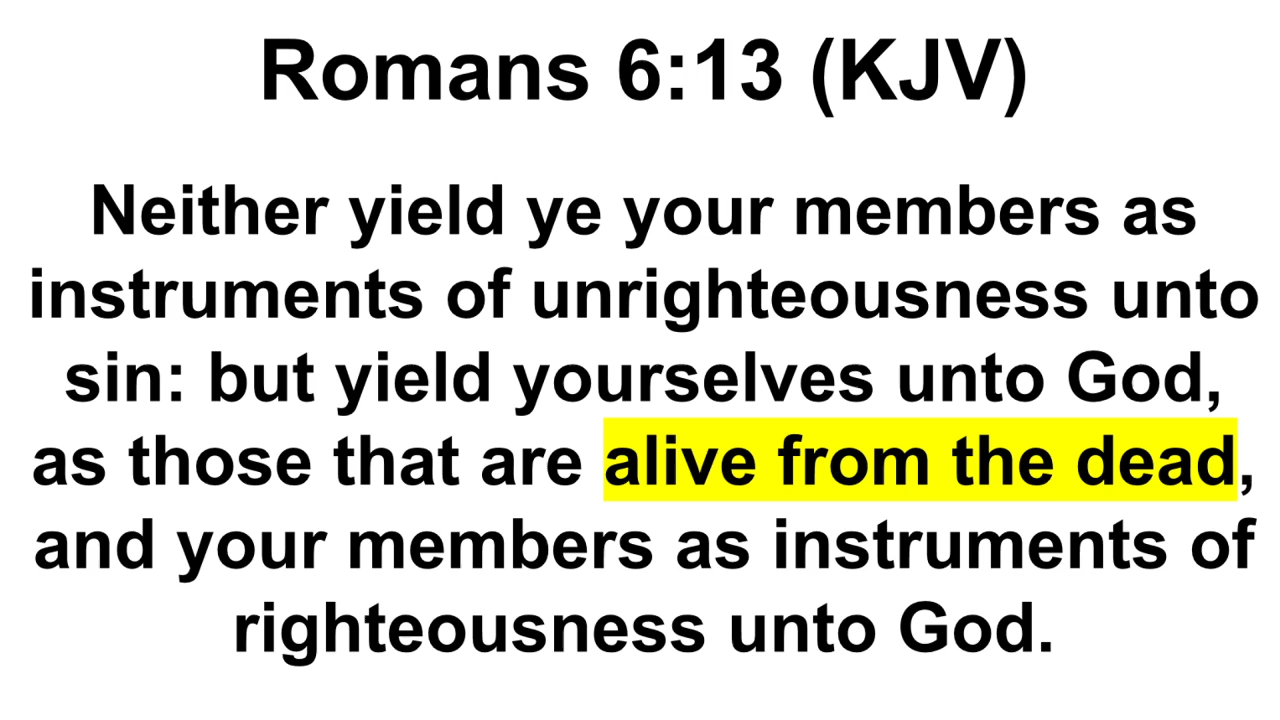 Romans 6:13 (KJV)
Neither yield ye your members as
instruments of unrighteousness unto
sin: but yield yourselves unto God,
as those that are alive from the dead,
and your members as instruments of
righteousness unto God.